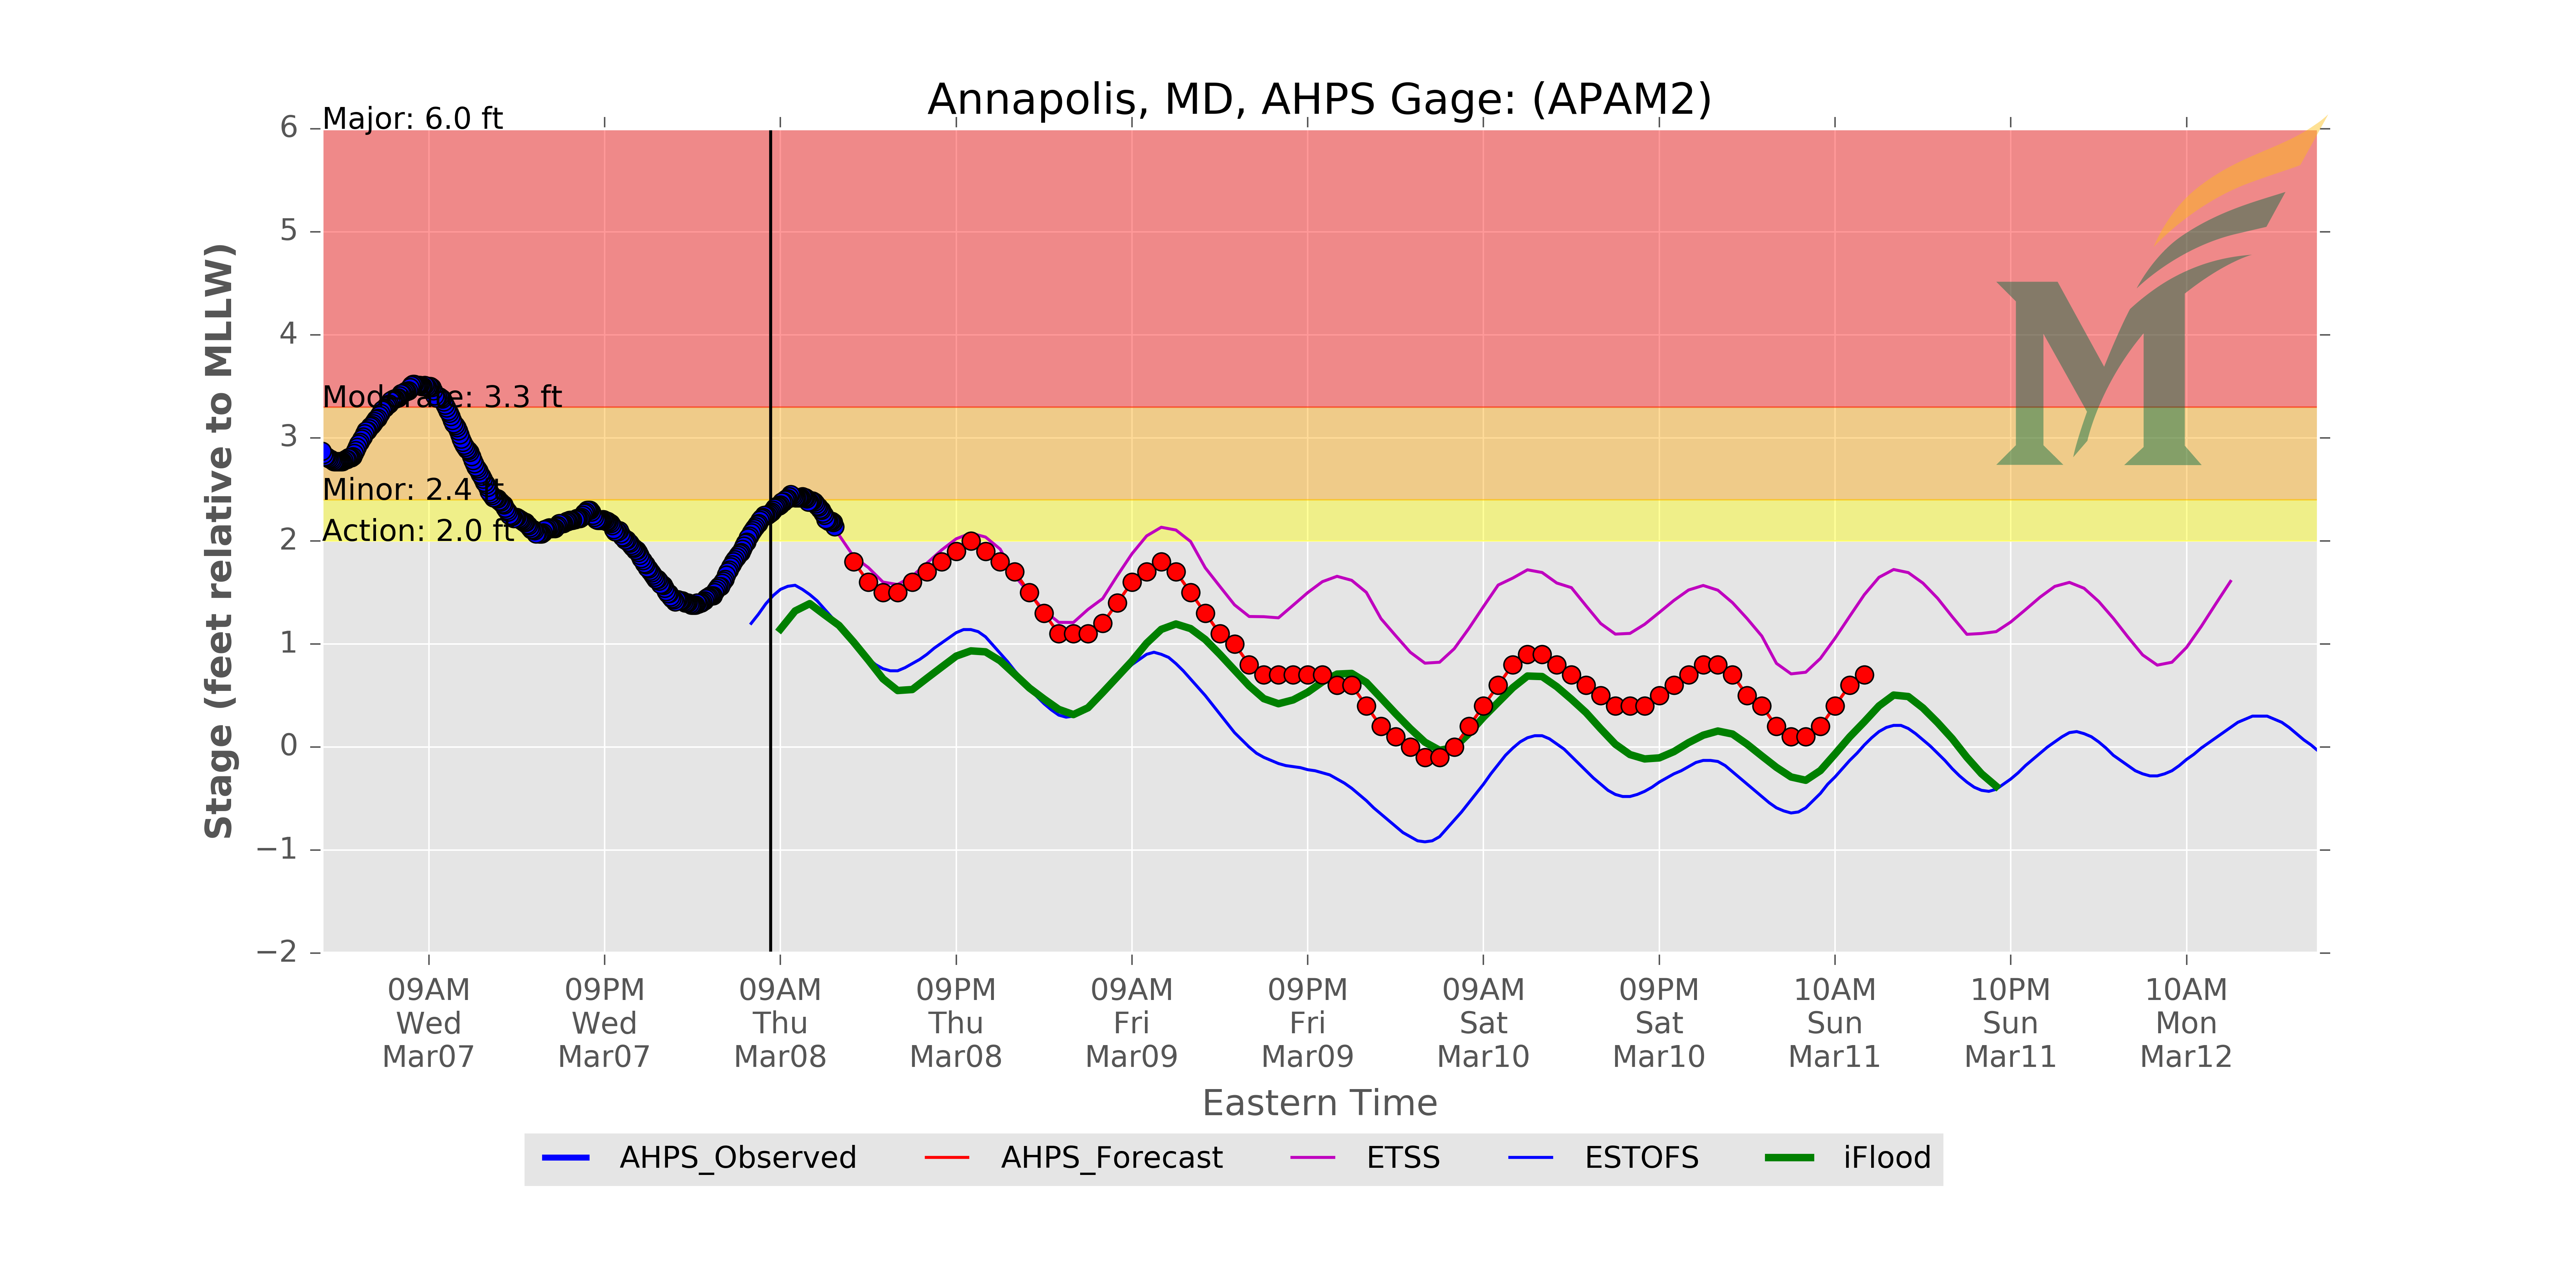 Annapolis, MD, AHPS Gage: (APAM2)
Major: 6.0 ft
Moderate: 3.3 ft
Minor: 2.4 ft
Action: 2.0 ft
Stage (feet relative to MLLW)
6
5
4
3
2
1
0
−1
−2
09AM Wed Mar07
09PM Wed Mar07
09AM Thu Mar08
09PM Thu Mar08
09AM Fri Mar09
09PM Fri Mar09
09AM Sat Mar10
09PM Sat Mar10
10AM Sun Mar11
10PM Sun Mar11
10AM Mon Mar12
Eastern Time
AHPS_Observed AHPS_Forecast ETSS ESTOFS iFlood
M